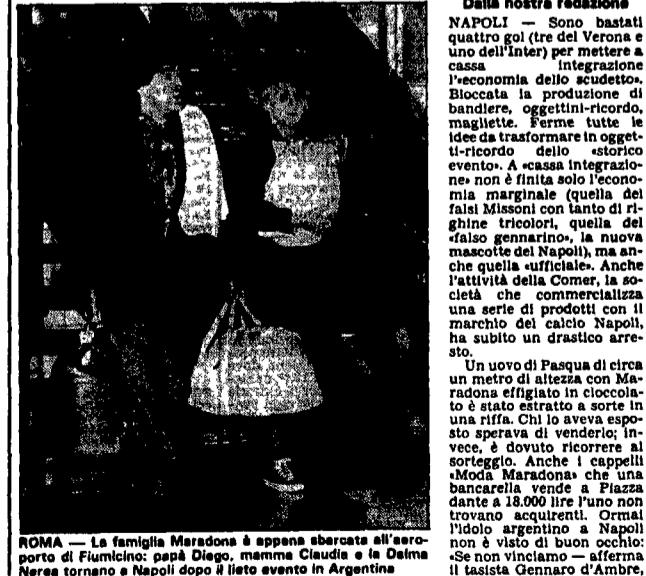 Dalla nostra redazione
NAPOLI — Sono bastati
quattro gol (tre del Verona e
uno dell'Inter) per mettere a
cassa integrazione
l'«economia dello scudetto».
Bloccata la produzione di
bandiere, oggettini-ricordo,
magliette. Ferme tutte le
idee da trasformare in ogget-
ti-ricordo dello «storico
evento». A «cassa integrazio-
ne» non è finita solo l'econo-
mia marginale (quella dei
falsi Missoni con tanto di ri-
ghine tricolori, quella del
«falso gennarino», la nuova
mascotte del Napoli), ma an-
che quella «ufficiale». Anche
l'attività della Comer, la so-
cietà che commercializza
una serie di prodotti con il
marchio del calcio Napoli,
ha subito un drastico arre-
sto.
Un uovo di Pasqua di circa
un metro di altezza con Ma-
radona effigiato in cioccola-
to è stato estratto a sorte in
una riffa. Chi lo aveva espo-
sto sperava di venderlo; in-
vece, è dovuto ricorrere al
sorteggio. Anche i cappelli
«Moda Maradona» che una
bancarella vende a Piazza
dante a 18.000 lire l'uno non
trovano acquirenti. Ormai
l'idolo argentino a Napoli
non è visto di buon occhio:
«Se non vinciamo — afferma
il tasista Gennaro d'Ambre,
ROMA — La famiglia Maradona è appena sbarcata all'aero-
porto di Fiumicino: papà Diego, mamma Claudia e la Dalma
Nerea tornano a Napoli dopo il lieto evento in Argentina